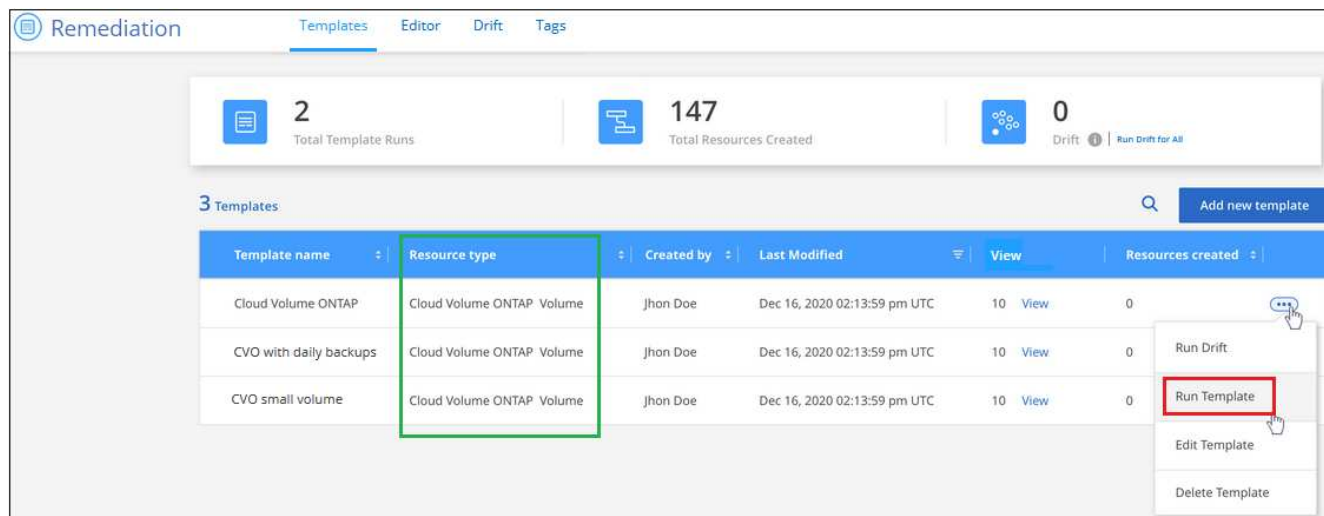 Remediation Templates Editor Drift Tags
2 147 0
Total Template Runs Total Resources Created Drift Run Drift for All
3 Templates Add new template
Template name Resource type Created by Last Modified View Resources created
Cloud Volume ONTAP Cloud Volume ONTAP Volume Jhon Doe Dec 16, 2020 02:13:59 pm UTC 10 View 0
Run Drift
CVO with daily backups Cloud Volume ONTAP Volume Jhon Doe Dec 16, 2020 02:13:59 pm UTC 10 View 0
CVO small volume Cloud Volume ONTAP Volume Jhon Doe Dec 16, 2020 02:13:59 pm UTC 10 View 0 Run Template
Edit Template
Delete Template